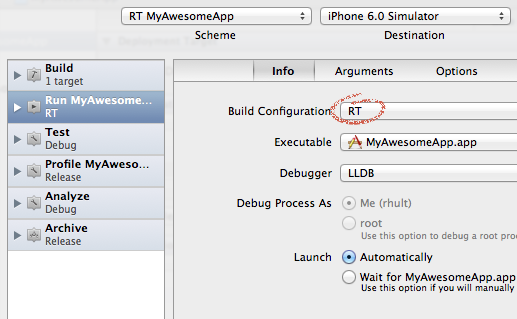 RT MyAwesomeApp
iPhone 6.0 Simulator
Scheme
Destination
Build
1 target
Run MyAwesome...
RT
Test
Debug
Profile MyAweso...
Release
Analyze
Debug
Archive
Release
Info
Arguments
Options
Build Configuration
RT
Executable
MyAwesomeApp.app
Debugger
LLDB
Debug Process As
Me (rhult)
root
Use this option to debug a root proc
Launch
Automatically
Wait for MyAwesomeApp.app
Use this option if you will manually